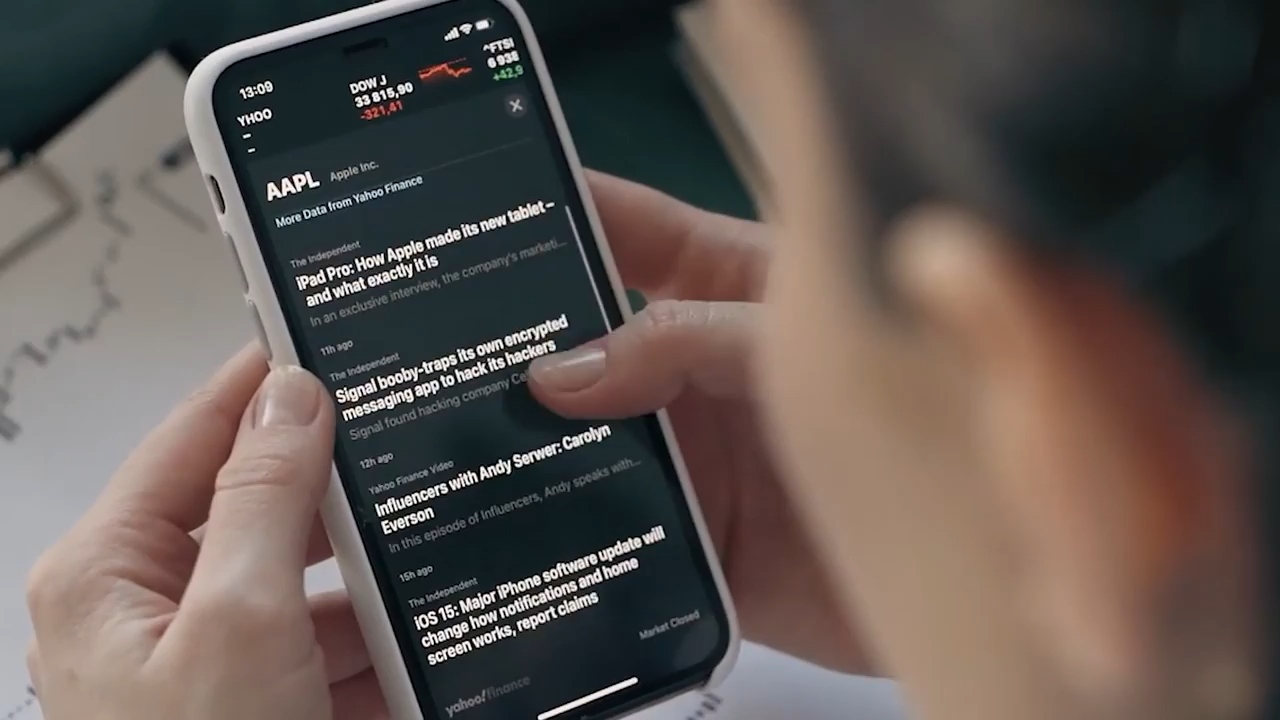 13:09
YHOO
–
–
DOW J
33 815,90
-321,41
^FTSI
6 938
+42,9
AAPL Apple Inc.
More Data from Yahoo Finance
The Independent
iPad Pro: How Apple made its new tablet –
and what exactly it is
In an exclusive interview, the company's marketi...
11h ago
The Independent
Signal booby-traps its own encrypted
messaging app to hack its hackers
Signal found hacking company
12h ago
Yahoo Finance Video
Influencers with Andy Serwer: Carolyn
Everson
In this episode of Influencers, Andy speaks with...
15h ago
The Independent
iOS 15: Major iPhone software update will
change how notifications and home
screen works, report claims
Market Closed
yahoo!finance